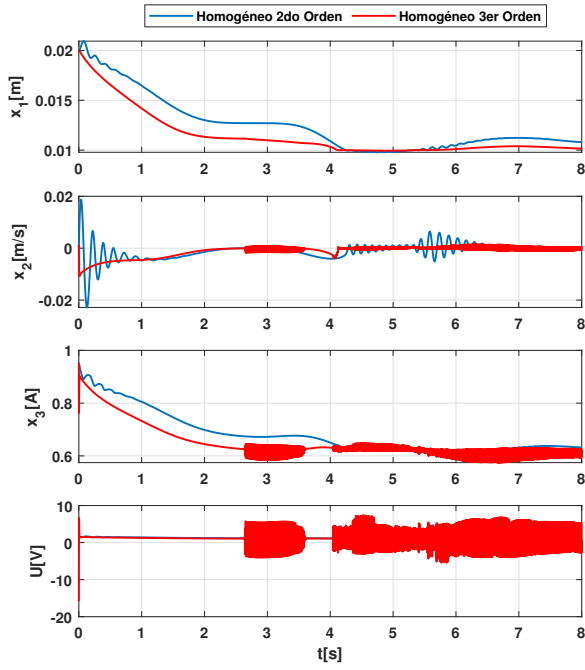 Homogéneo 2do Orden Homogéneo 3er Orden
0.02
0.015
0.01
x1[m]
0 1 2 3 4 5 6 7 8
0.02
0
-0.02
x2[m/s]
0 1 2 3 4 5 6 7 8
1
0.8
0.6
x3[A]
0 1 2 3 4 5 6 7 8
10
0
-10
-20
U[V]
0 1 2 3 4 5 6 7 8
t[s]